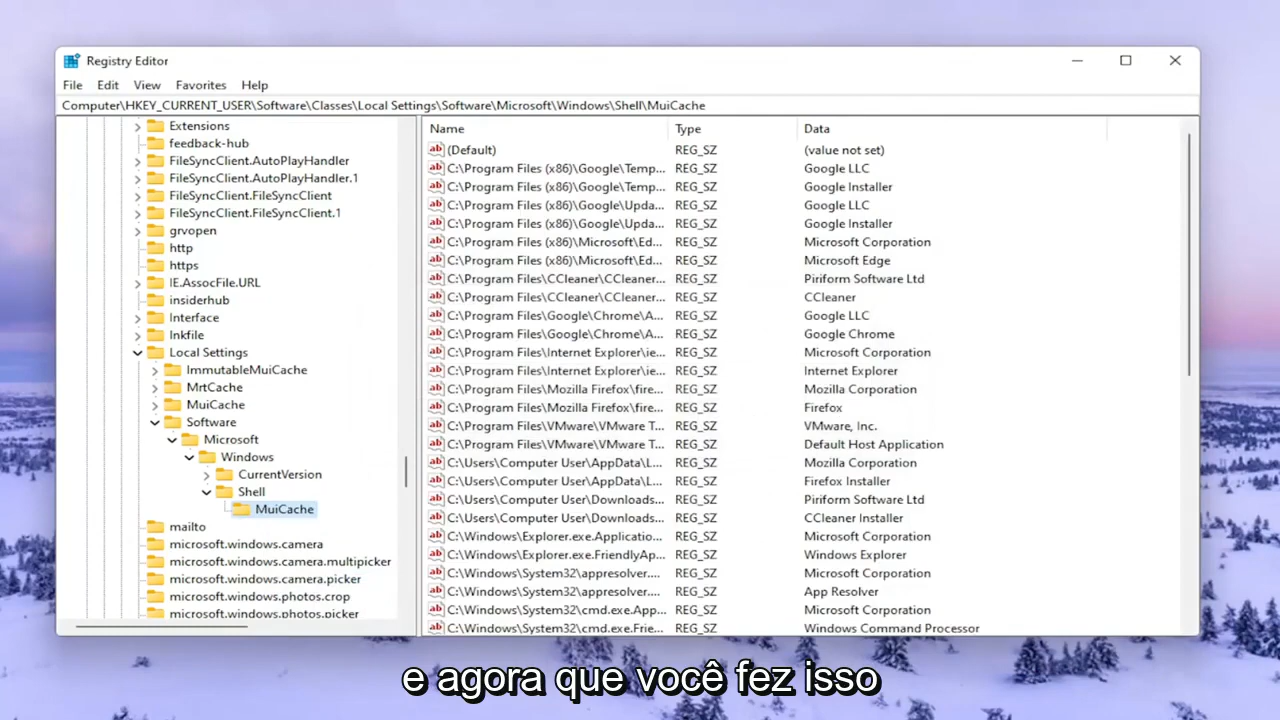 Registry Editor
File Edit View Favorites Help
Computer\HKEY_CURRENT_USER\Software\Classes\Local Settings\Software\Microsoft\Windows\Shell\MuiCache
Extensions
feedback-hub
FileSyncClient.AutoPlayHandler
FileSyncClient.AutoPlayHandler.1
FileSyncClient.FileSyncClient
FileSyncClient.FileSyncClient.1
grvopen
http
https
IE.AssocFile.URL
insiderhub
Interface
lnkfile
Local Settings
ImmutableMuiCache
MrtCache
MuiCache
Software
Microsoft
Windows
CurrentVersion
Shell
MuiCache
mailto
microsoft.windows.camera
microsoft.windows.camera.multipicker
microsoft.windows.camera.picker
microsoft.windows.photos.crop
microsoft.windows.photos.picker
Name Type Data
(Default) REG_SZ (value not set)
C:\Program Files (x86)\Google\Temp... REG_SZ Google LLC
C:\Program Files (x86)\Google\Temp... REG_SZ Google Installer
C:\Program Files (x86)\Google\Upda... REG_SZ Google LLC
C:\Program Files (x86)\Google\Upda... REG_SZ Google Installer
C:\Program Files (x86)\Microsoft\Ed... REG_SZ Microsoft Corporation
C:\Program Files (x86)\Microsoft\Ed... REG_SZ Microsoft Edge
C:\Program Files\CCleaner\CCleaner... REG_SZ Piriform Software Ltd
C:\Program Files\CCleaner\CCleaner... REG_SZ CCleaner
C:\Program Files\Google\Chrome\A... REG_SZ Google LLC
C:\Program Files\Google\Chrome\A... REG_SZ Google Chrome
C:\Program Files\Internet Explorer\ie... REG_SZ Microsoft Corporation
C:\Program Files\Internet Explorer\ie... REG_SZ Internet Explorer
C:\Program Files\Mozilla Firefox\fire... REG_SZ Mozilla Corporation
C:\Program Files\Mozilla Firefox\fire... REG_SZ Firefox
C:\Program Files\VMware\VMware T... REG_SZ VMware, Inc.
C:\Program Files\VMware\VMware T... REG_SZ Default Host Application
C:\Users\Computer User\AppData\L... REG_SZ Mozilla Corporation
C:\Users\Computer User\AppData\L... REG_SZ Firefox Installer
C:\Users\Computer User\Downloads... REG_SZ Piriform Software Ltd
C:\Users\Computer User\Downloads... REG_SZ CCleaner Installer
C:\Windows\Explorer.exe.Applicatio... REG_SZ Microsoft Corporation
C:\Windows\Explorer.exe.FriendlyAp... REG_SZ Windows Explorer
C:\Windows\System32\appresolver.... REG_SZ Microsoft Corporation
C:\Windows\System32\appresolver.... REG_SZ App Resolver
C:\Windows\System32\cmd.exe.App... REG_SZ Microsoft Corporation
C:\Windows\System32\cmd.exe.Frie... REG_SZ Windows Command Processor
e agora que você fez isso